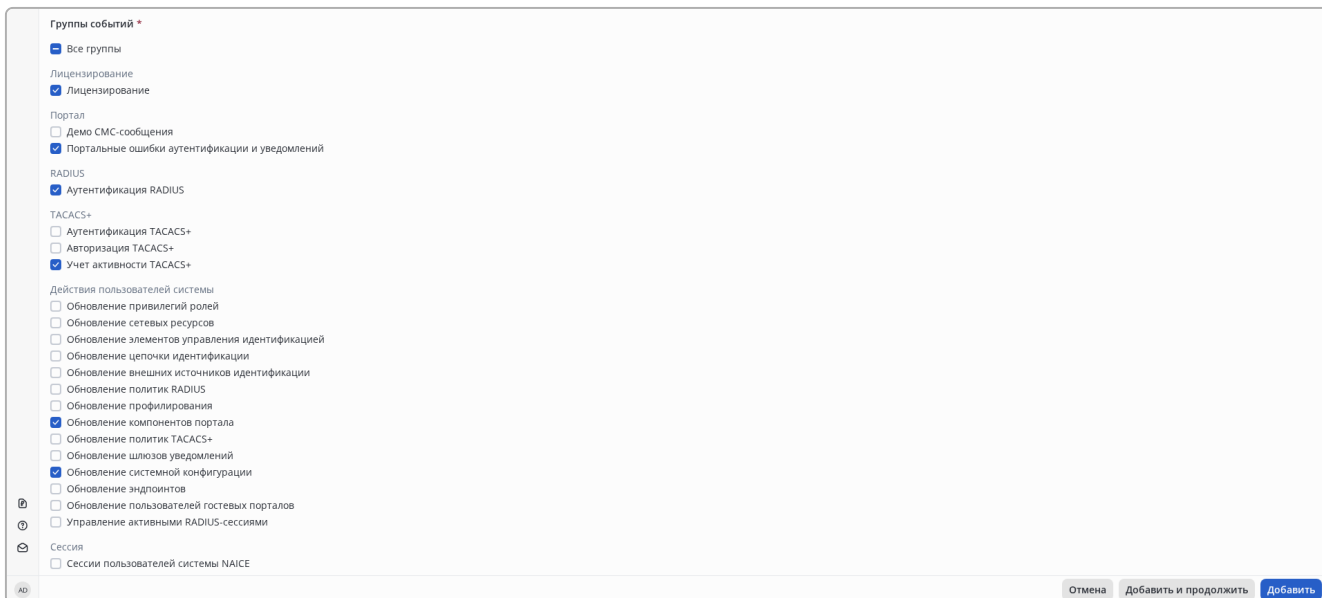 Группы событий *
Все группы
Лицензирование
Лицензирование
Портал
Демо СМС-сообщения
Портальные ошибки аутентификации и уведомлений
RADIUS
Аутентификация RADIUS
TACACS+
Аутентификация TACACS+
Авторизация TACACS+
Учет активности TACACS+
Действия пользователей системы
Обновление привилегий ролей
Обновление сетевых ресурсов
Обновление элементов управления идентификацией
Обновление цепочки идентификации
Обновление внешних источников идентификации
Обновление политик RADIUS
Обновление профилирования
Обновление компонентов портала
Обновление политик TACACS+
Обновление шлюзов уведомлений
Обновление системной конфигурации
Обновление эндпоинтов
Обновление пользователей гостевых порталов
Управление активными RADIUS-сессиями
Сессия
Сессии пользователей системы NAICE
AD Отмена Добавить и продолжить Добавить